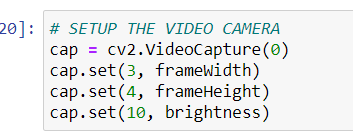 20]: # SETUP THE VIDEO CAMERA
cap = cv2.VideoCapture(0)
cap.set(3, frameWidth)
cap.set(4, frameHeight)
cap.set(10, brightness)